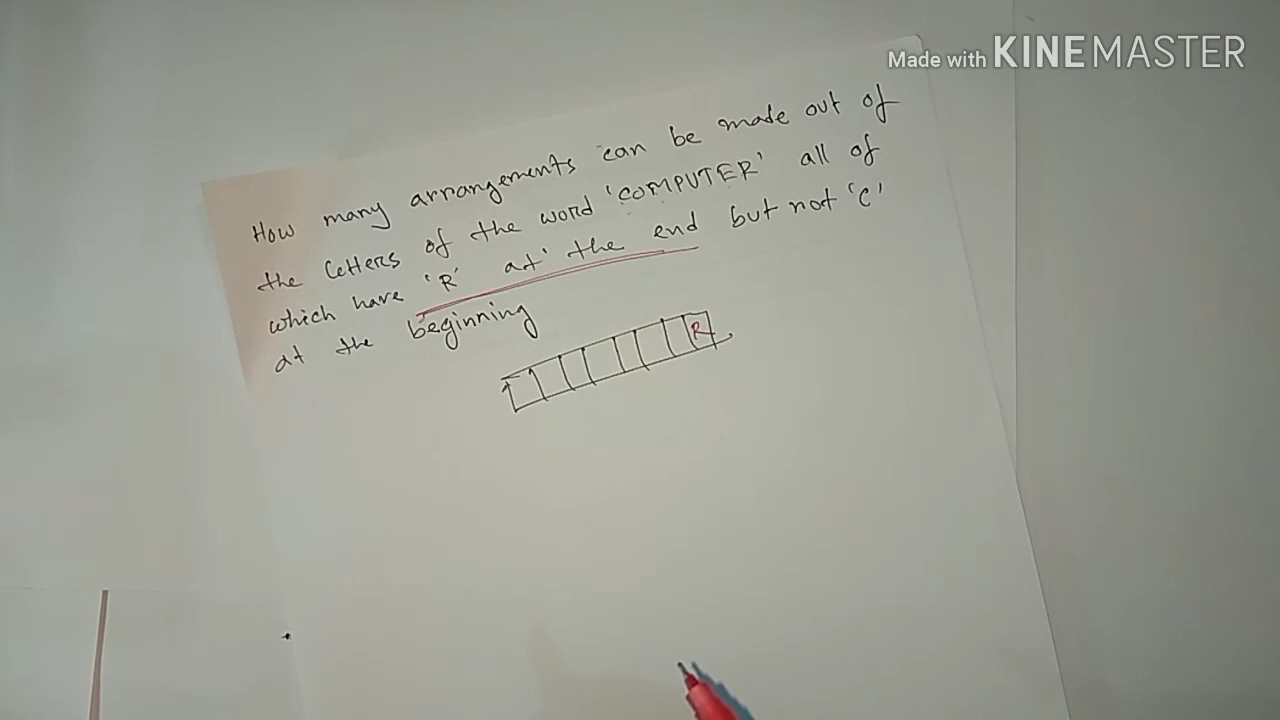 Made with KINEMASTER
How many arrangements can be made out of
the letters of the word 'COMPUTER' all of
which have 'R' at the end but not 'C'
at the beginning
R